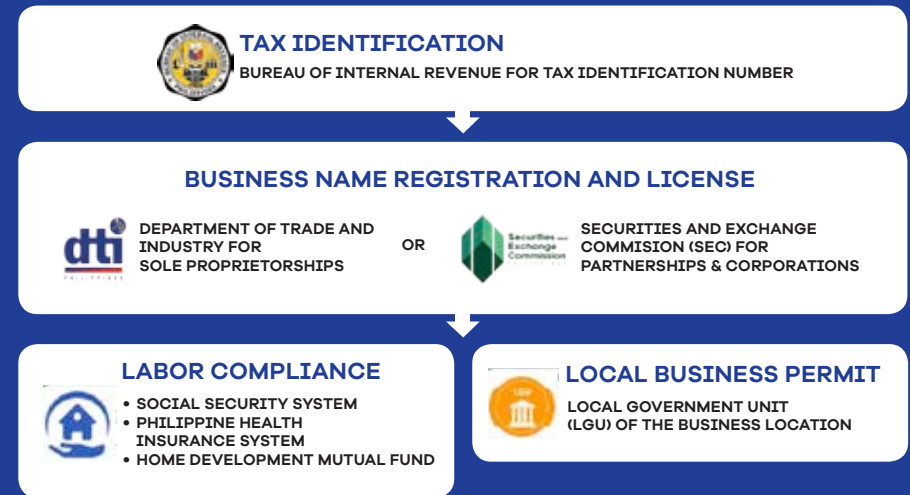 TAX IDENTIFICATION
BUREAU OF INTERNAL REVENUE FOR TAX IDENTIFICATION NUMBER
BUSINESS NAME REGISTRATION AND LICENSE
dti
PHILIPPINES
DEPARTMENT OF TRADE AND
INDUSTRY FOR
SOLE PROPRIETORSHIPS
OR
Securities and
Exchange
Commission
PHILIPPINES
SECURITIES AND EXCHANGE
COMMISION (SEC) FOR
PARTNERSHIPS & CORPORATIONS
LABOR COMPLIANCE
• SOCIAL SECURITY SYSTEM
• PHILIPPINE HEALTH
INSURANCE SYSTEM
• HOME DEVELOPMENT MUTUAL FUND
LOCAL BUSINESS PERMIT
LOCAL GOVERNMENT UNIT
(LGU) OF THE BUSINESS LOCATION